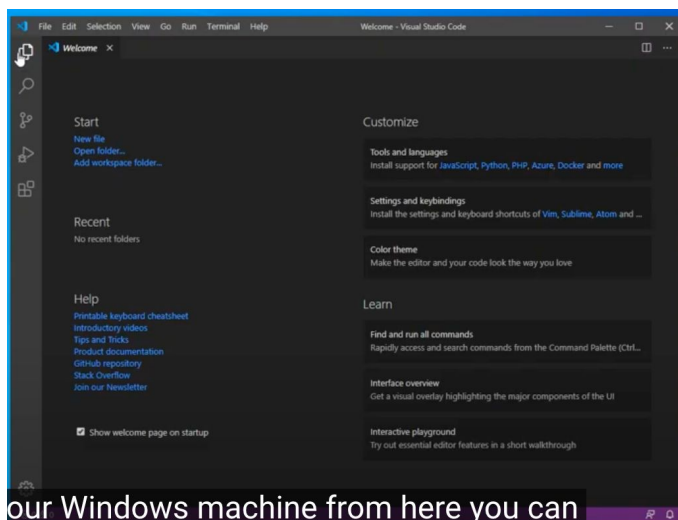 File Edit Selection View Go Run Terminal Help
Welcome - Visual Studio Code
Welcome
Start
New file
Open folder...
Add workspace folder...
Recent
No recent folders
Help
Printable keyboard cheatsheet
Introductory videos
Tips and Tricks
Product documentation
GitHub repository
Stack Overflow
Join our Newsletter
Show welcome page on startup
Customize
Tools and languages
Install support for JavaScript, Python, PHP, Azure, Docker and more
Settings and keybindings
Install the settings and keyboard shortcuts of Vim, Sublime, Atom and ...
Color theme
Make the editor and your code look the way you love
Learn
Find and run all commands
Rapidly access and search commands from the Command Palette (Ctrl...
Interface overview
Get a visual overlay highlighting the major components of the UI
Interactive playground
Try out essential editor features in a short walkthrough
our Windows machine from here you can